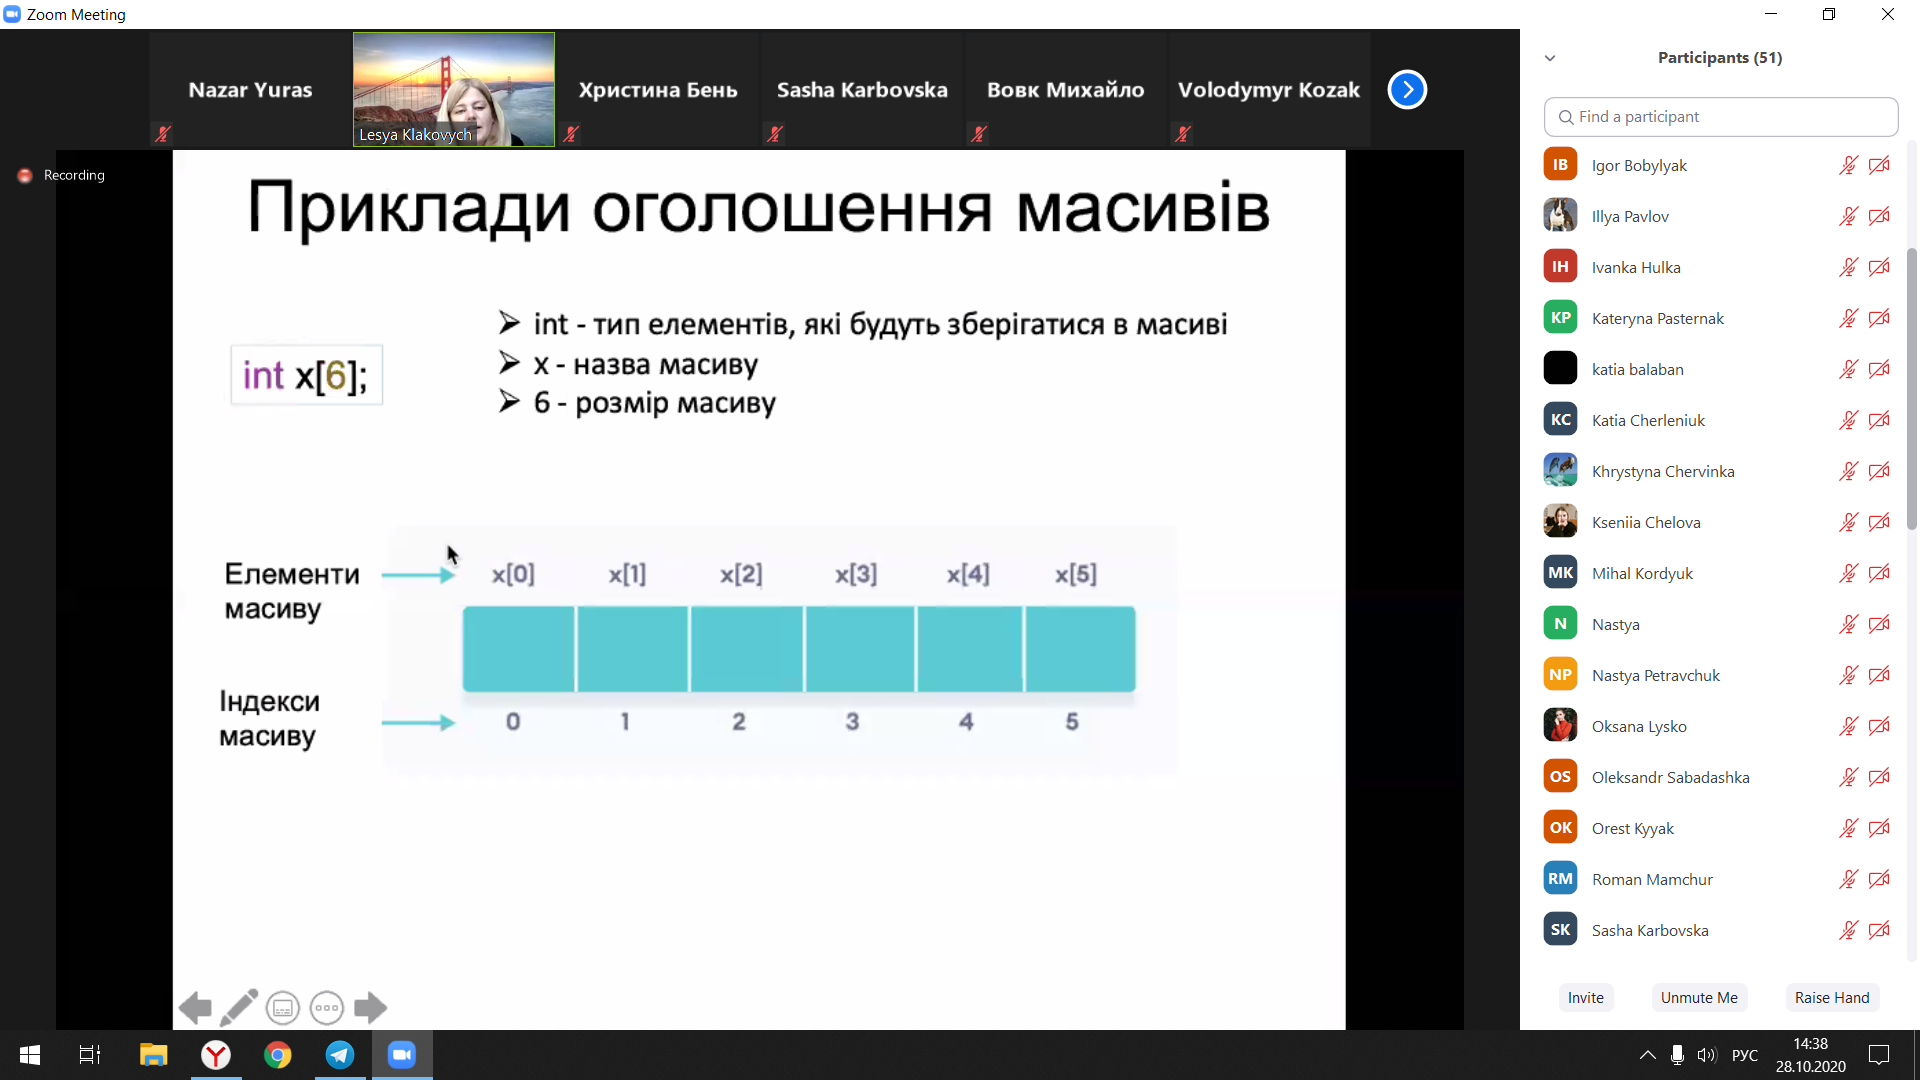 Zoom Meeting
Nazar Yuras
Lesya Klakovych
Христина Бень
Sasha Karbovska
Вовк Михайло
Volodymyr Kozak
Recording
Приклади оголошення масивів
int x[6];
int - тип елементів, які будуть зберігатися в масиві
x - назва масиву
6 - розмір масиву
Елементи
масиву
x[0] x[1] x[2] x[3] x[4] x[5]
Індекси
масиву
0 1 2 3 4 5
Participants (51)
Find a participant
IB Igor Bobylyak
Illya Pavlov
IH Ivanka Hulka
KP Kateryna Pasternak
katia balaban
KC Katia Cherleniuk
Khrystyna Chervinka
Kseniia Chelova
MK Mihal Kordyuk
N Nastya
NP Nastya Petravchuk
Oksana Lysko
OS Oleksandr Sabadashka
OK Orest Kyyak
RM Roman Mamchur
SK Sasha Karbovska
Invite Unmute Me Raise Hand
РУС
14:38
28.10.2020